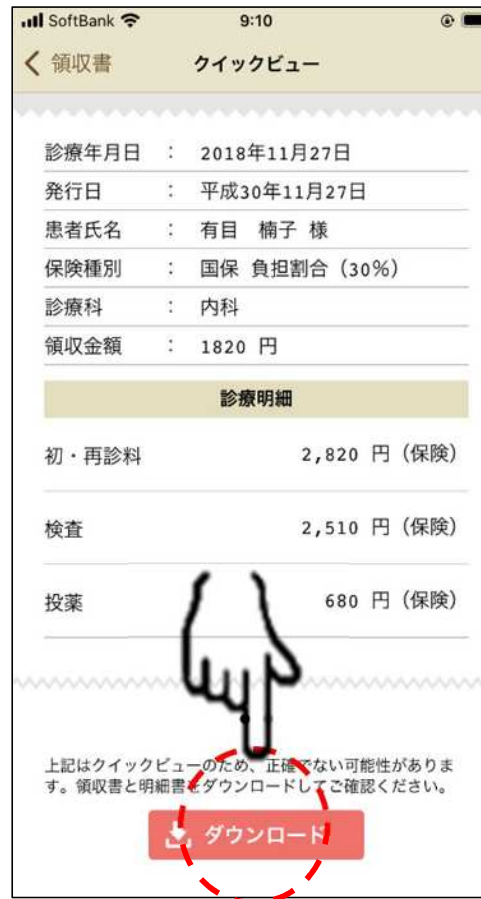 SoftBank 9:10
領収書 クイックビュー
診療年月日 : 2018年11月27日
発行日 : 平成30年11月27日
患者氏名 : 有目 楠子 様
保険種別 : 国保 負担割合（30%）
診療科 : 内科
領収金額 : 1820 円
診療明細
初・再診料 2,820 円（保険）
検査 2,510 円（保険）
投薬 680 円（保険）
上記はクイックビューのため、正確でない可能性がありま
す。領収書と明細書をダウンロードしてご確認ください。
ダウンロード